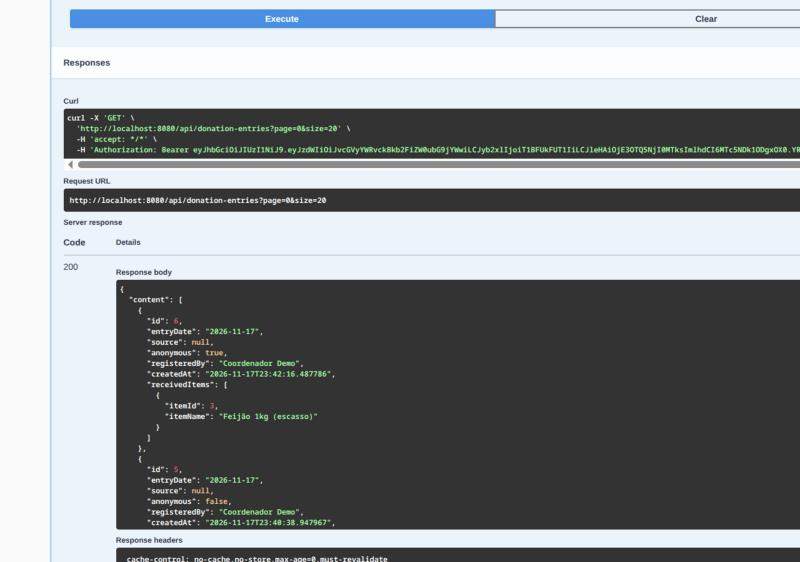 Execute
Clear
Responses
Curl
curl -X 'GET' \
'http://localhost:8080/api/donation-entries?page=0&size=20' \
-H 'accept: */*' \
-H 'Authorization: Bearer
Request URL
http://localhost:8080/api/donation-entries?page=0&size=20
Server response
Code
Details
200
Response body
{
"content": [
{
"id": 6,
"entryDate": "2026-11-17",
"source": null,
"anonymous": true,
"registeredBy": "Coordenador Demo",
"createdAt": "2026-11-17T23:42:16.487786",
"receivedItems": [
{
"itemId": 3,
"itemName": "Feijão 1kg (escasso)"
}
]
},
{
"id": 5,
"entryDate": "2026-11-17",
"source": null,
"anonymous": false,
"registeredBy": "Coordenador Demo",
"createdAt": "2026-11-17T23:40:38.947967",
Response headers
cache-control: no-cache,no-store,max-age=0,must-revalidate